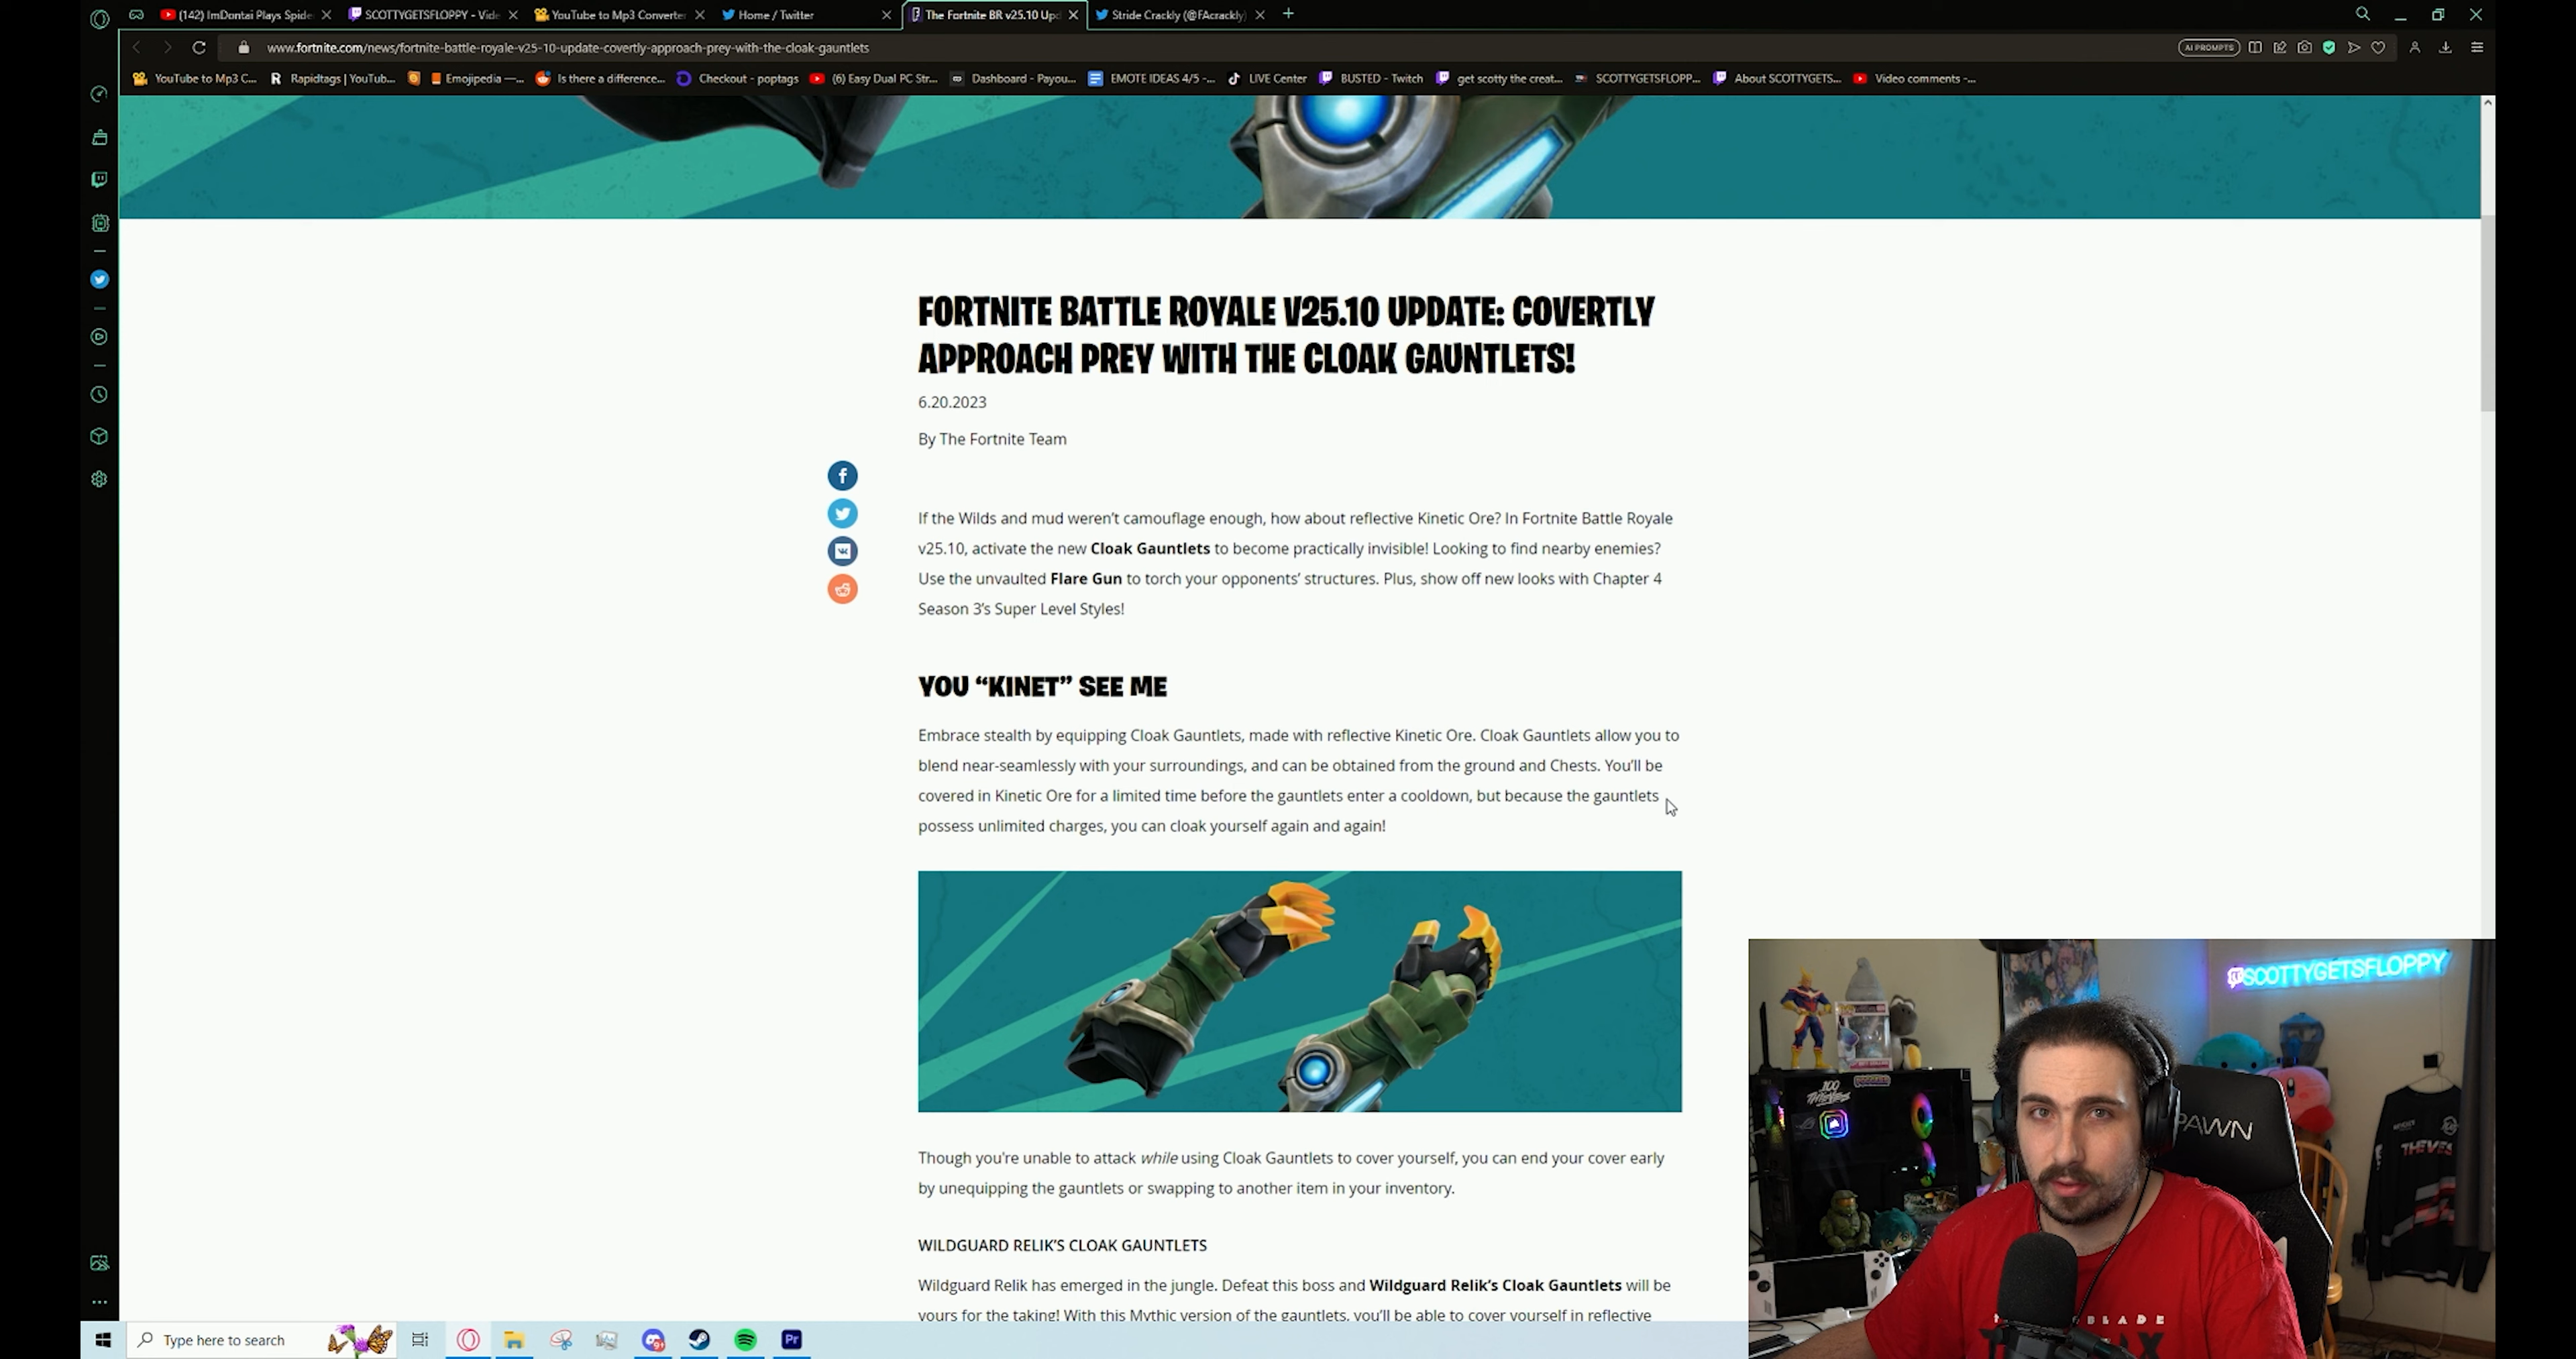 (142) ImDontai Plays Spide
SCOTTYGETSFLOPPY - Vide
YouTube to Mp3 Converter
Home / Twitter
The Fortnite BR v25.10 Upd
Stride Crackly (@FAcrackly)
www.fortnite.com/news/fortnite-battle-royale-v25-10-update-covertly-approach-prey-with-the-cloak-gauntlets
AI PROMPTS
YouTube to Mp3 C...
Rapidtags | YouTub...
Emojipedia —...
Is there a difference...
Checkout - poptags
(6) Easy Dual PC Str...
Dashboard - Payou...
EMOTE IDEAS 4/5 -...
LIVE Center
BUSTED - Twitch
get scotty the creat...
SCOTTYGETSFLOPP...
About SCOTTYGETS...
Video comments -...
FORTNITE BATTLE ROYALE V25.10 UPDATE: COVERTLY
APPROACH PREY WITH THE CLOAK GAUNTLETS!
6.20.2023
By The Fortnite Team
If the Wilds and mud weren't camouflage enough, how about reflective Kinetic Ore? In Fortnite Battle Royale
v25.10, activate the new Cloak Gauntlets to become practically invisible! Looking to find nearby enemies?
Use the unvaulted Flare Gun to torch your opponents' structures. Plus, show off new looks with Chapter 4
Season 3's Super Level Styles!
YOU “KINET” SEE ME
Embrace stealth by equipping Cloak Gauntlets, made with reflective Kinetic Ore. Cloak Gauntlets allow you to
blend near-seamlessly with your surroundings, and can be obtained from the ground and Chests. You'll be
covered in Kinetic Ore for a limited time before the gauntlets enter a cooldown, but because the gauntlets
possess unlimited charges, you can cloak yourself again and again!
Though you're unable to attack while using Cloak Gauntlets to cover yourself, you can end your cover early
by unequipping the gauntlets or swapping to another item in your inventory.
WILDGUARD RELIK'S CLOAK GAUNTLETS
Wildguard Relik has emerged in the jungle. Defeat this boss and Wildguard Relik's Cloak Gauntlets will be
yours for the taking! With this Mythic version of the gauntlets, you'll be able to cover yourself in reflective
@SCOTTYGETSFLOPPY
100
THIEVES
PAWN
THIEVES
BLADE
Type here to search
Pr